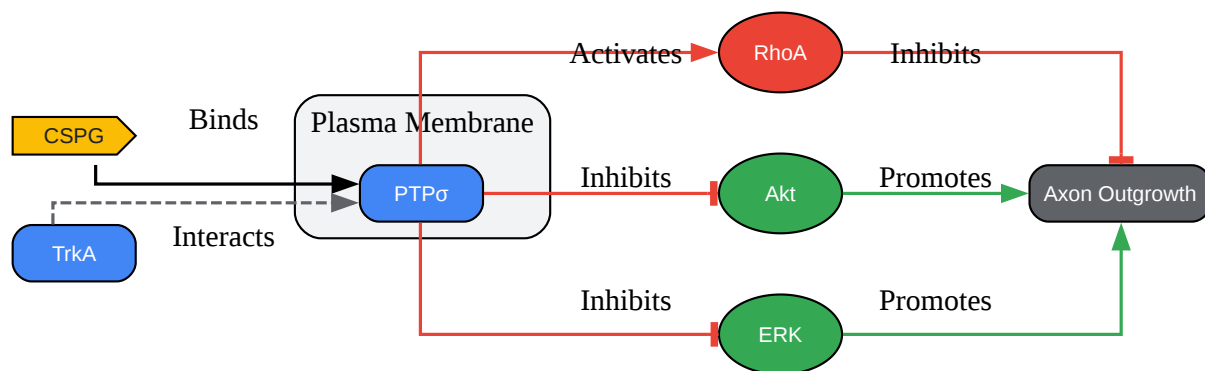 Activates
RhoA
Inhibits
CSPG
Binds
Plasma Membrane
PTPσ
Inhibits
Akt
Promotes
Axon Outgrowth
TrkA
Interacts
Inhibits
ERK
Promotes